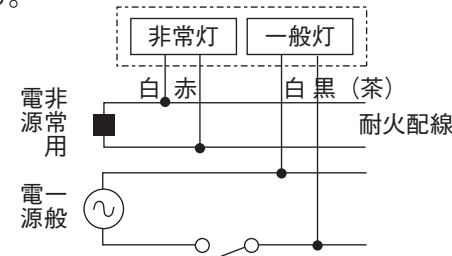 。
非常灯 一般灯
白 赤 白 黒（茶）
非常用
電源
耐火配線
一般
電源